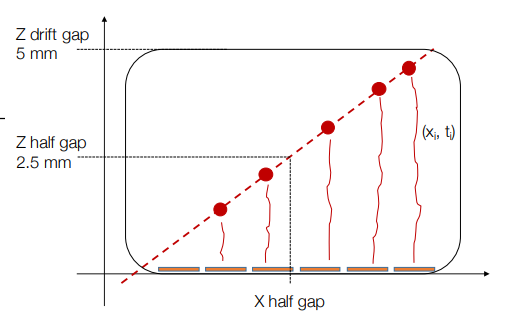 Z drift gap
5 mm
(xᵢ, tᵢ)
Z half gap
2.5 mm
X half gap